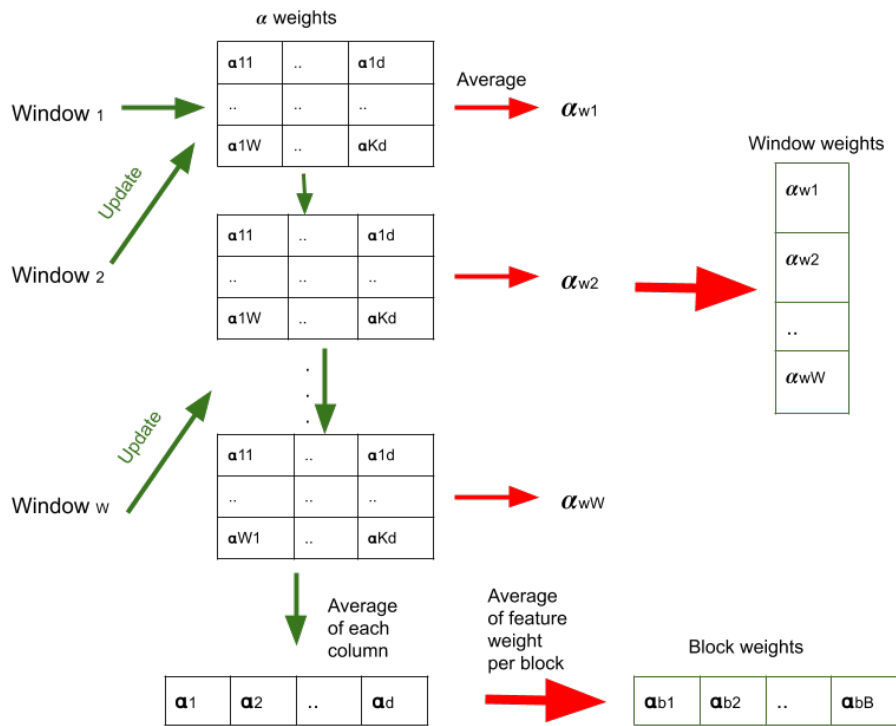 α weights
α11 .. α1d
.. .. ..
α1W .. αKd
Window 1
Average
αw1
Update
Window weights
αw1
αw2
..
αwW
α11 .. α1d
.. .. ..
α1W .. αKd
Window 2
αw2
.
.
.
Update
α11 .. α1d
.. .. ..
αW1 .. αKd
Window W
αwW
Average
of each
column
Average
of feature
weight
per block
Block weights
α1 α2 .. αd
αb1 αb2 .. αbB